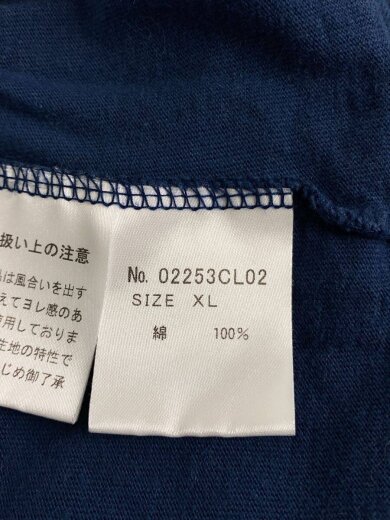 扱い上の注意
は風合いを出す
えてヨレ感のあ
用しておりま
生地の特性で
じめ御了承
No. 02253CL02
SIZE XL
綿 100%